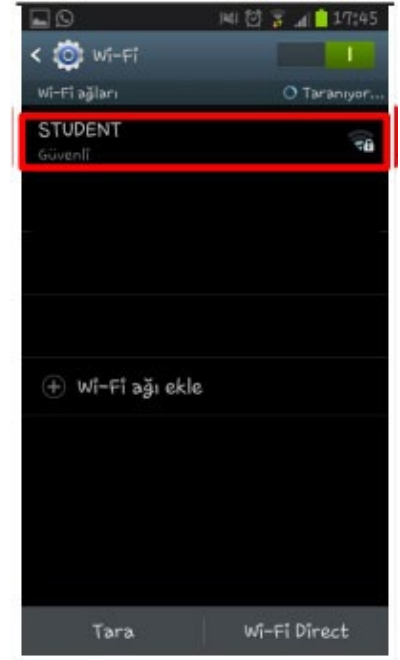 17:45
Wi-Fi
Wi-Fi ağları Taranıyor...
STUDENT
Güvenli
Wi-Fi ağı ekle
Tara Wi-Fi Direct